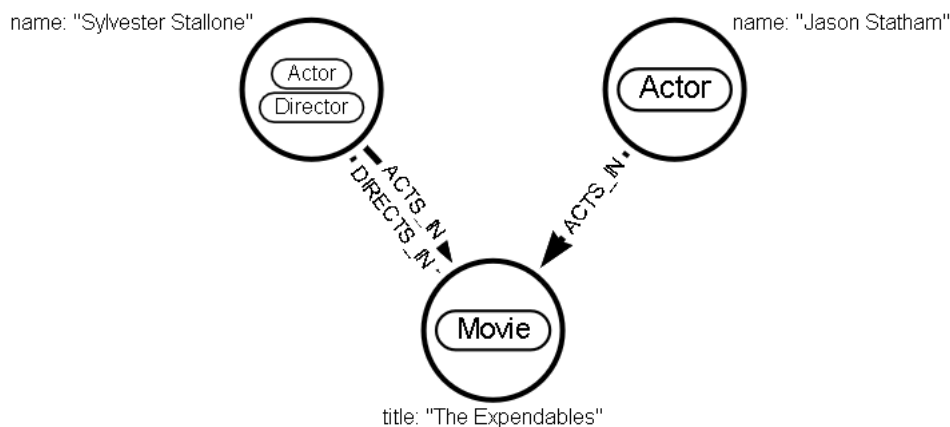 name: "Sylvester Stallone"
name: "Jason Statham"
Actor
Director
Actor
ACTS_IN
DIRECTS_IN
ACTS_IN
Movie
title: "The Expendables"